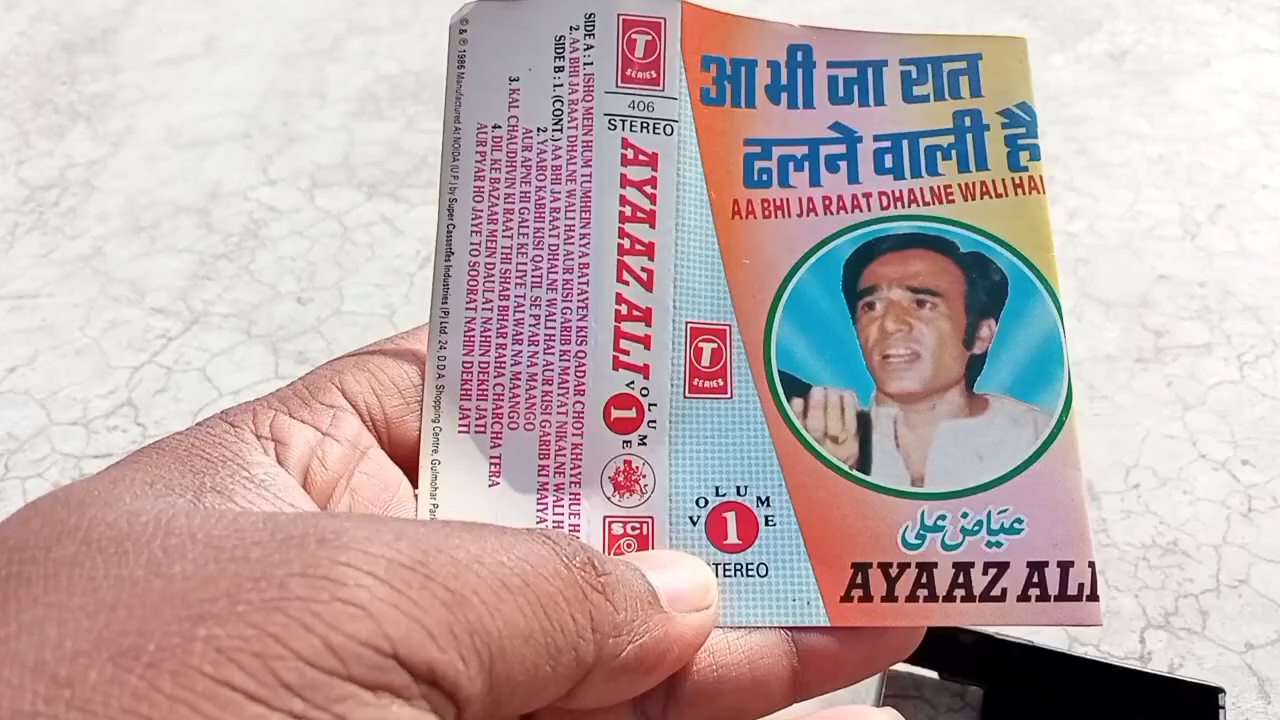 आ भी जा रात
ढलने वाली है
AA BHI JA RAAT DHALNE WALI HAI
عیاض علی
AYAAZ ALI
T
SERIES
VOLUME
1
STEREO
T
SERIES
406
STEREO
AYAAZ ALI
VOLUME
1
SCI
SIDE A : 1. ISHQ MEIN HUM TUMHEN KYA BATAYEN KIS QADAR CHOT KHAYE HUE
2. AA BHI JA RAAT DHALNE WALI HAI AUR KISI GARIB KI MAIYAT NIKALNE WALI
SIDE B : 1. (CONT.) AA BHI JA RAAT DHALNE WALI HAI AUR KISI GARIB KI
2. YAARO KABHI KISI QATIL SE PYAR NA MAANGO
AUR APNE HI GALE KE LIYE TALWAR NA MAANGO
3. KAL CHAUDHVIN KI RAAT THI SHAB BHAR RAHA CHARCHA TERA
4. DIL KE BAZAAR MEIN DAULAT NAHIN DEKHI JATI
AUR PYAR HO JAYE TO SOORAT NAHIN DEKHI JATI
© & ℗ 1986 Manufactured At NOIDA (U.P.) by Super Cassettes Industries (P) Ltd. 24, D.D.A. Shopping Centre, Gulmohar